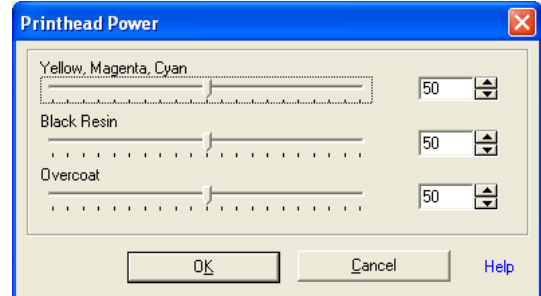 Printhead Power
Yellow, Magenta, Cyan
50
Black Resin
50
Overcoat
50
OK
Cancel
Help